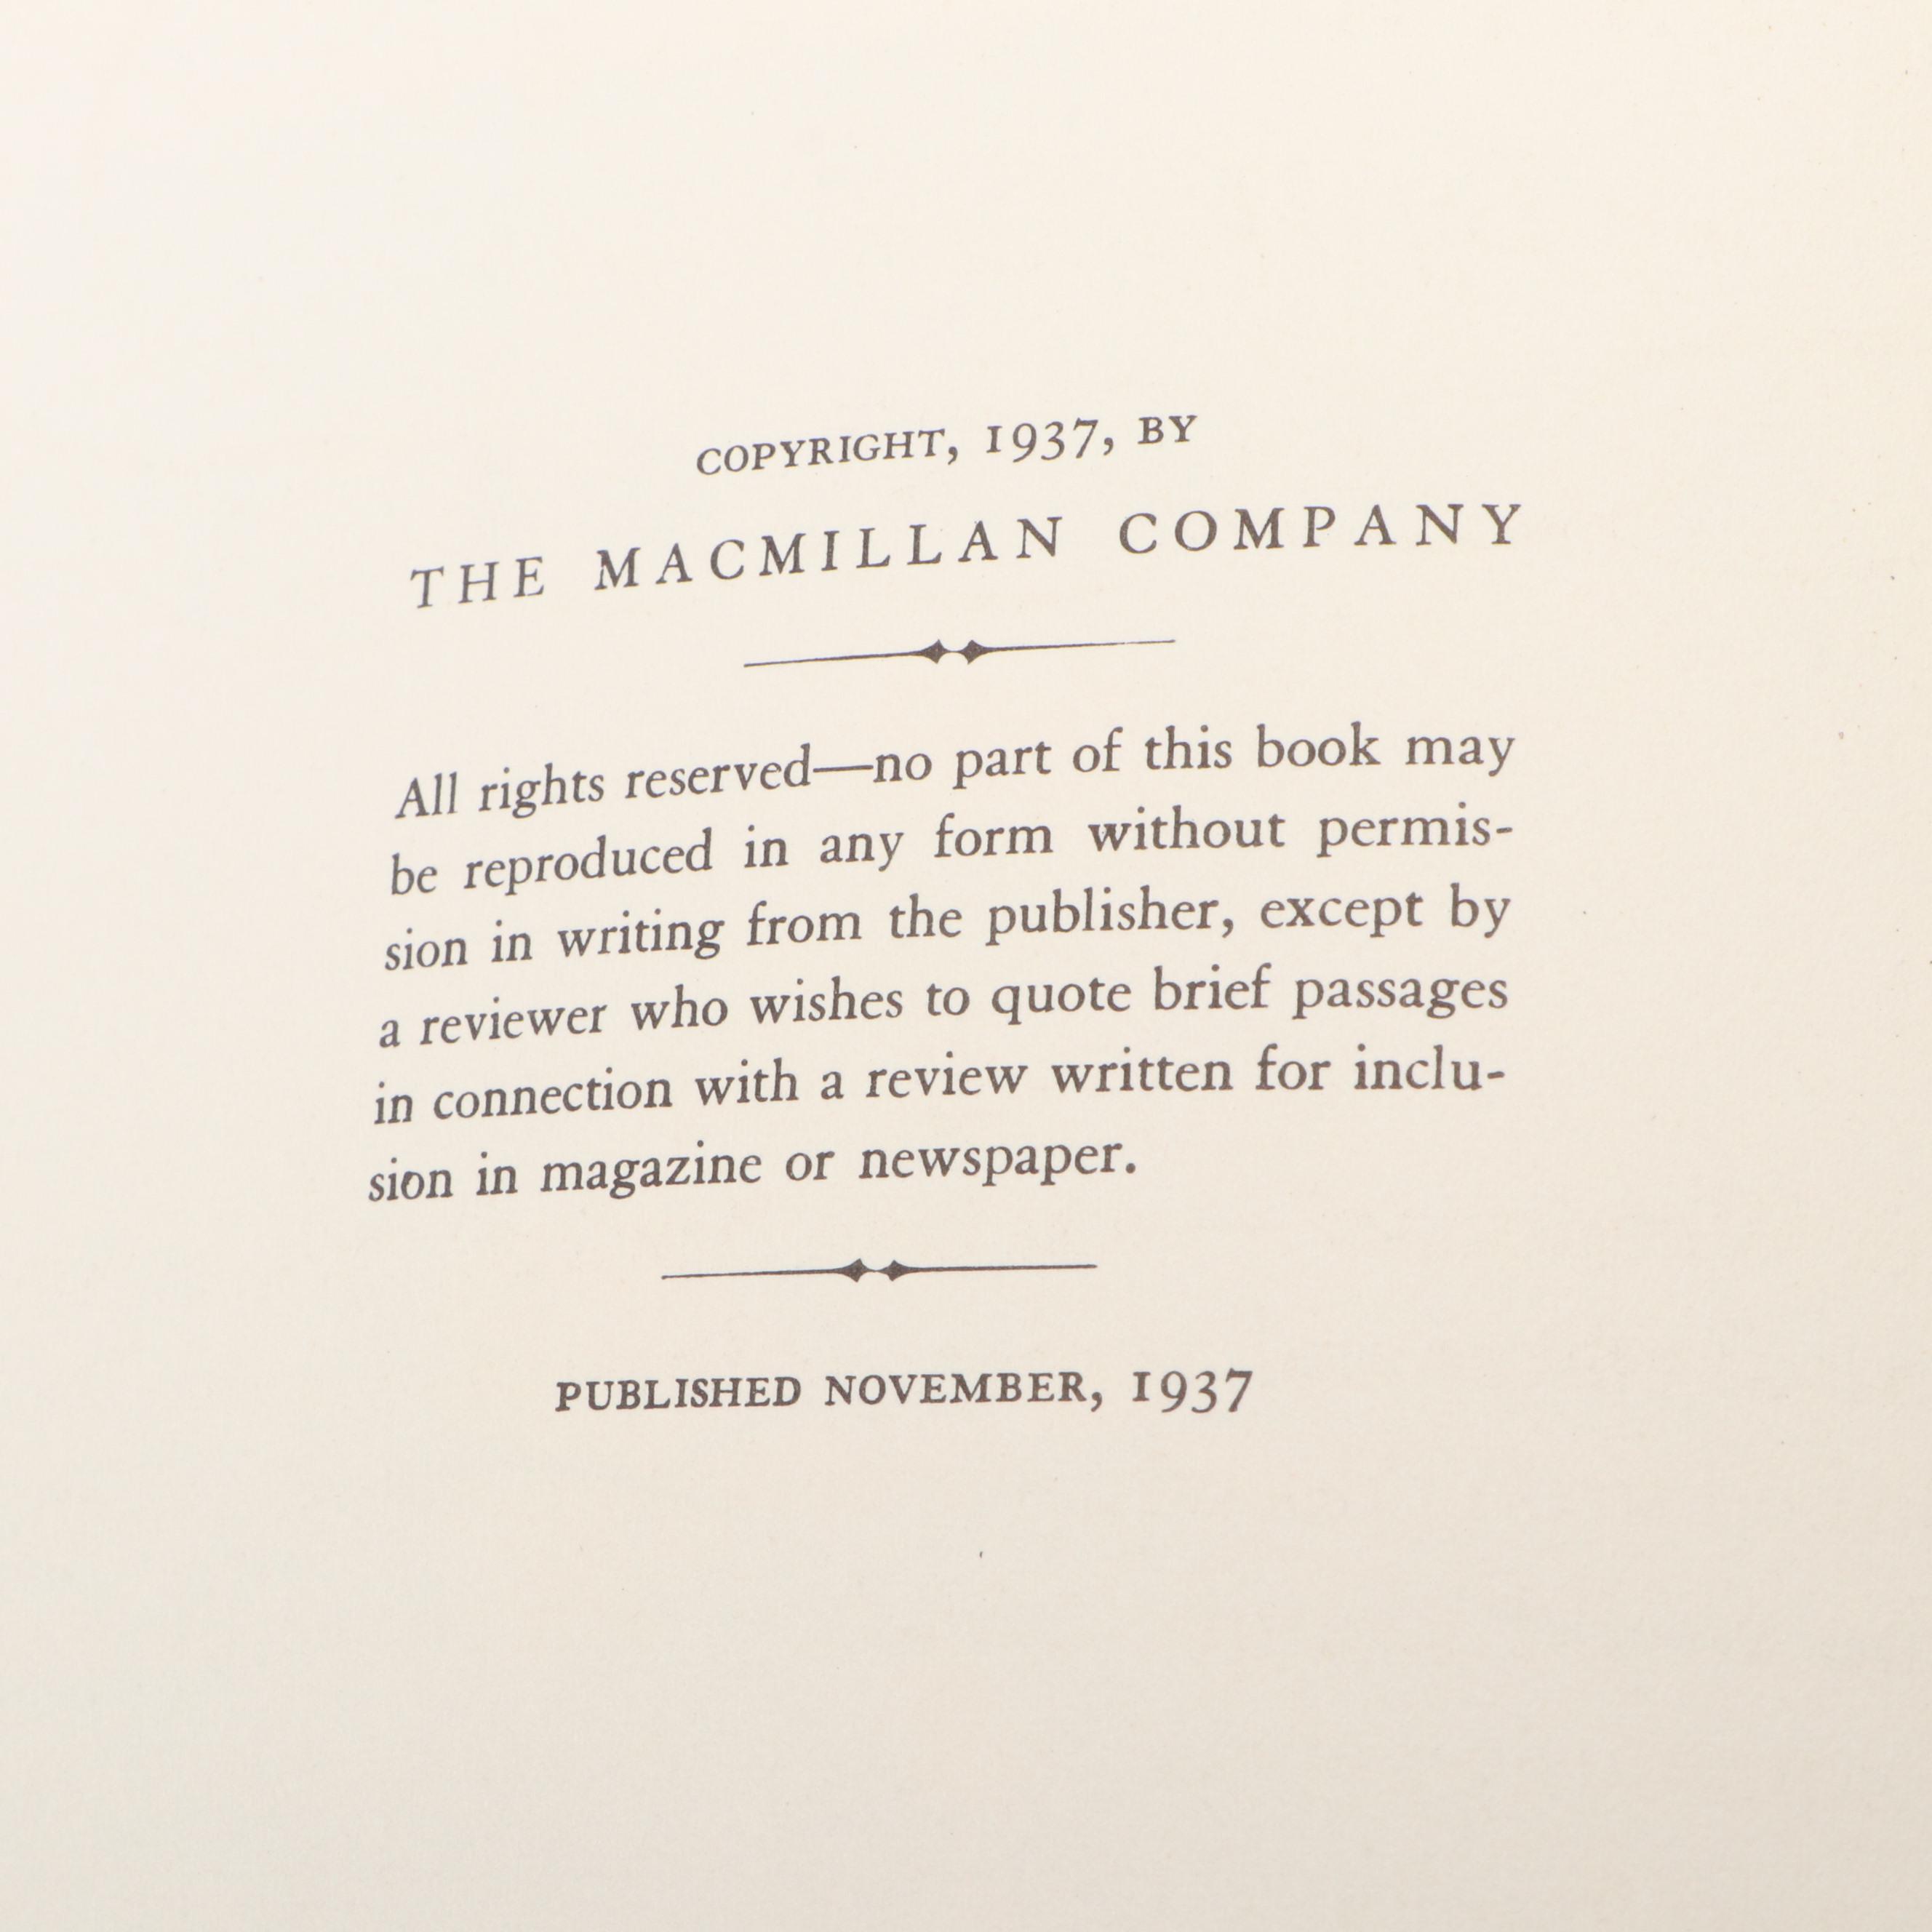 COPYRIGHT, 1937, BY
THE MACMILLAN COMPANY
All rights reserved—no part of this book may
be reproduced in any form without permis-
sion in writing from the publisher, except by
a reviewer who wishes to quote brief passages
in connection with a review written for inclu-
sion in magazine or newspaper.
PUBLISHED NOVEMBER, 1937